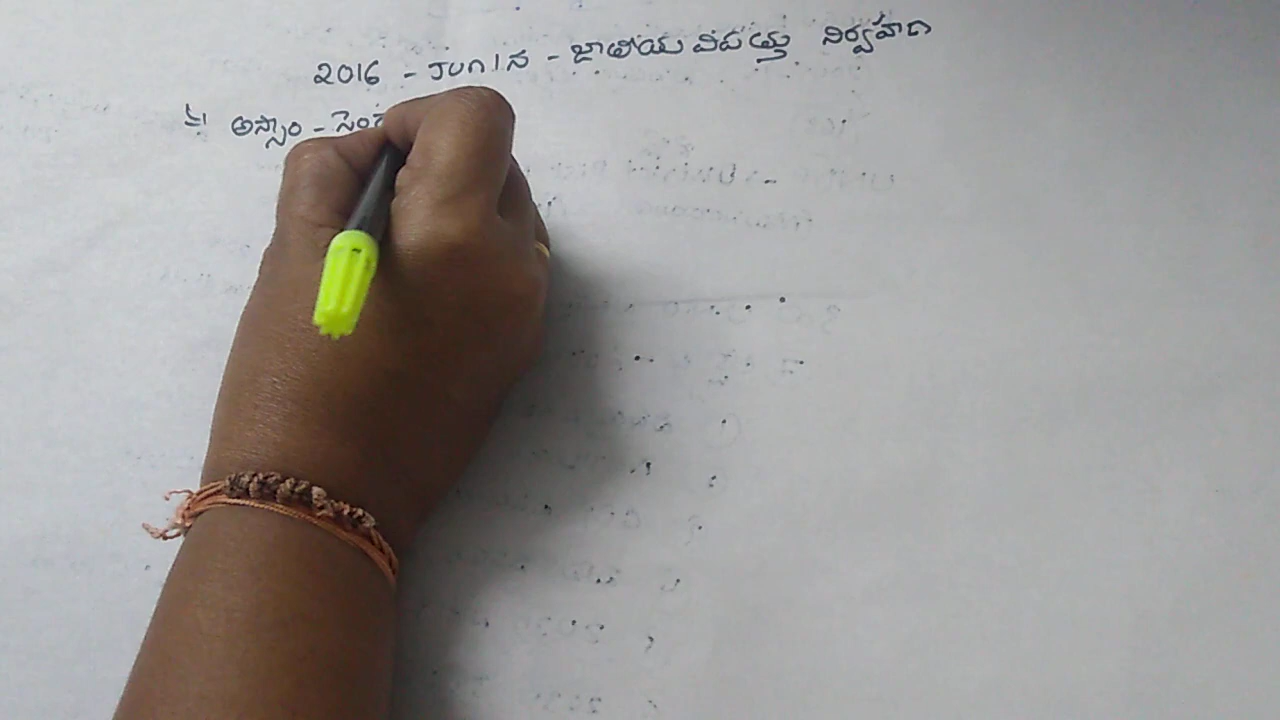 2016 - Jun 1న - జాతీయ విపత్తు నిర్వహణ
అస్సాం - సెం